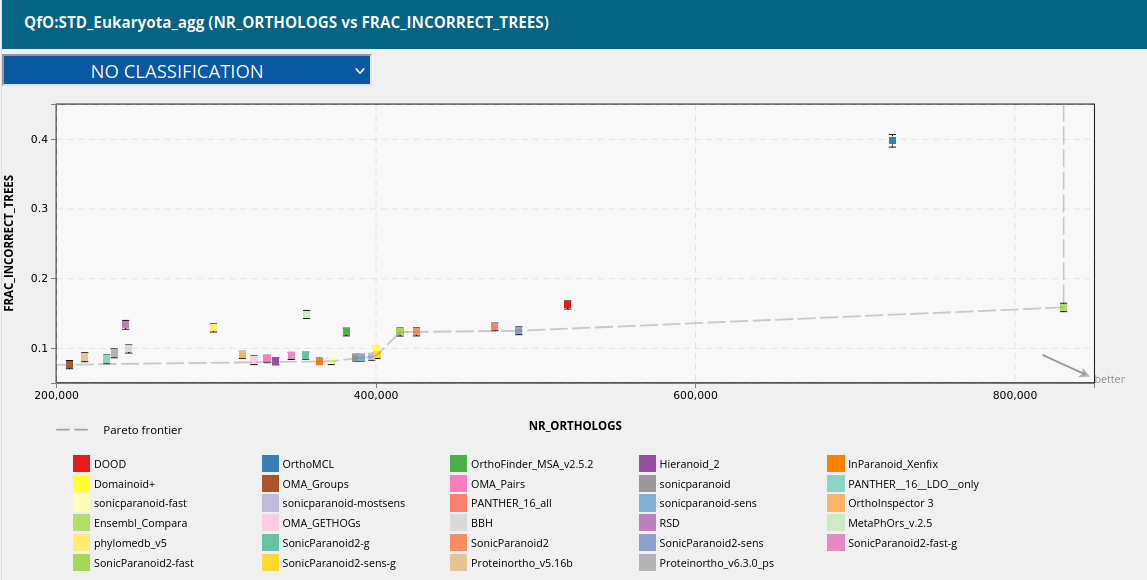 QfO:STD_Eukaryota_agg (NR_ORTHOLOGS vs FRAC_INCORRECT_TREES)
NO CLASSIFICATION
FRAC_INCORRECT_TREES
0.4
0.3
0.2
0.1
better
200,000 400,000 600,000 800,000
NR_ORTHOLOGS
Pareto frontier
DOOD OrthoMCL OrthoFinder_MSA_v2.5.2 Hieranoid_2 InParanoid_Xenfix
Domainoid+ OMA_Groups OMA_Pairs sonicparanoid PANTHER__16__LDO__only
sonicparanoid-fast sonicparanoid-mostsens PANTHER_16_all sonicparanoid-sens OrthoInspector 3
Ensembl_Compara OMA_GETHOGs BBH RSD MetaPhOrs_v.2.5
phylomedb_v5 SonicParanoid2-g SonicParanoid2 SonicParanoid2-sens SonicParanoid2-fast-g
SonicParanoid2-fast SonicParanoid2-sens-g Proteinortho_v5.16b Proteinortho_v6.3.0_ps